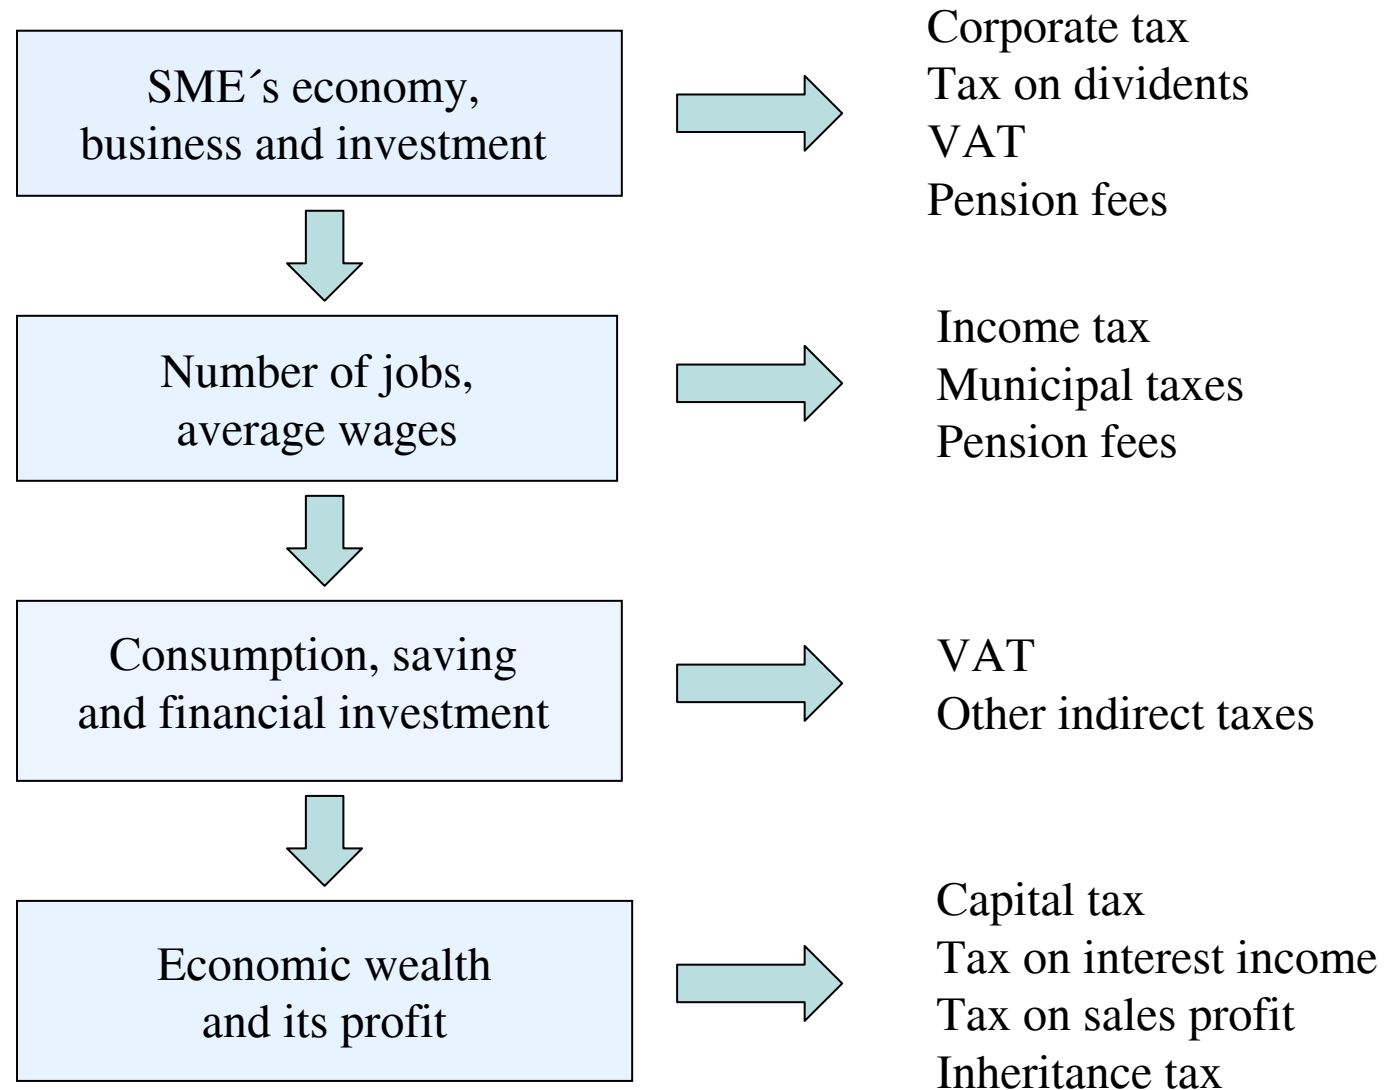 SME´s economy,
business and investment
Corporate tax
Tax on dividents
VAT
Pension fees
Number of jobs,
average wages
Income tax
Municipal taxes
Pension fees
Consumption, saving
and financial investment
VAT
Other indirect taxes
Economic wealth
and its profit
Capital tax
Tax on interest income
Tax on sales profit
Inheritance tax